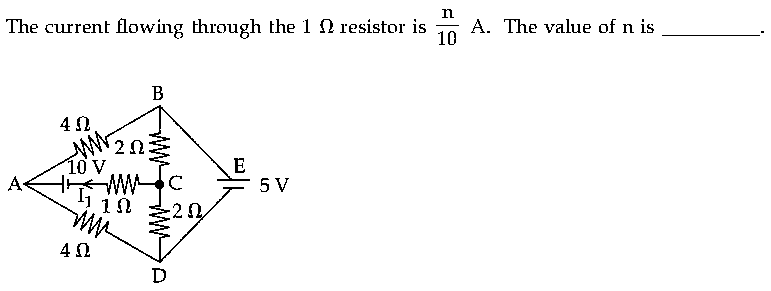 The current flowing through the 1 Ω resistor is n/10 A. The value of n is __________.
B
4 Ω
2 Ω
10 V
E
A
C
5 V
I1 1 Ω
2 Ω
4 Ω
D